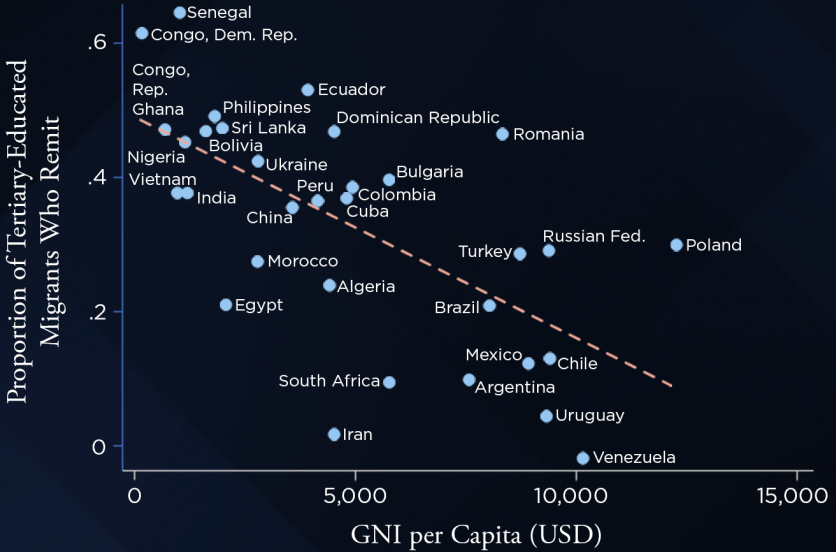 Proportion of Tertiary-Educated
Migrants Who Remit
.6
.4
.2
0
Senegal
Congo, Dem. Rep.
Congo,
Rep.
Ghana
Ecuador
Philippines
Dominican Republic
Sri Lanka
Romania
Bolivia
Nigeria
Ukraine
Vietnam
India
Peru
Bulgaria
Colombia
Cuba
China
Russian Fed.
Turkey
Poland
Morocco
Algeria
Egypt
Brazil
Mexico
Chile
South Africa
Argentina
Uruguay
Iran
Venezuela
0
5,000
10,000
15,000
GNI per Capita (USD)